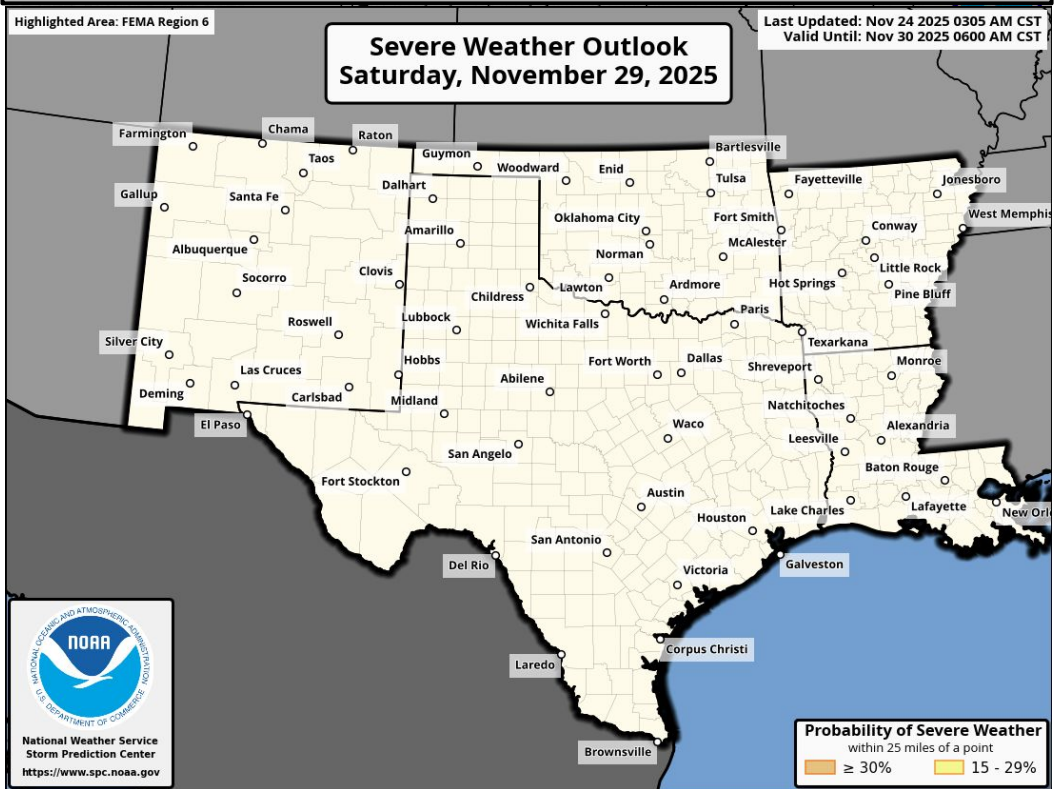 Highlighted Area: FEMA Region 6
Last Updated: Nov 24 2025 0305 AM CST
Valid Until: Nov 30 2025 0600 AM CST
Severe Weather Outlook
Saturday, November 29, 2025
Farmington
Chama
Raton
Taos
Guymon
Woodward
Enid
Bartlesville
Tulsa
Fayetteville
Jonesboro
Gallup
Santa Fe
Dalhart
Oklahoma City
Fort Smith
West Memphis
Albuquerque
Amarillo
Norman
McAlester
Conway
Socorro
Clovis
Childress
Lawton
Ardmore
Hot Springs
Little Rock
Pine Bluff
Roswell
Lubbock
Wichita Falls
Paris
Texarkana
Silver City
Las Cruces
Hobbs
Fort Worth
Dallas
Shreveport
Monroe
Deming
Carlsbad
Midland
Abilene
Natchitoches
El Paso
Waco
Leesville
Alexandria
San Angelo
Fort Stockton
Baton Rouge
Austin
Houston
Lake Charles
Lafayette
New Orl
San Antonio
Del Rio
Victoria
Galveston
Corpus Christi
Laredo
Brownsville
NATIONAL OCEANIC AND ATMOSPHERIC ADMINISTRATION
NOAA
U.S. DEPARTMENT OF COMMERCE
National Weather Service
Storm Prediction Center
https://www.spc.noaa.gov
Probability of Severe Weather
within 25 miles of a point
≥ 30%
15 - 29%